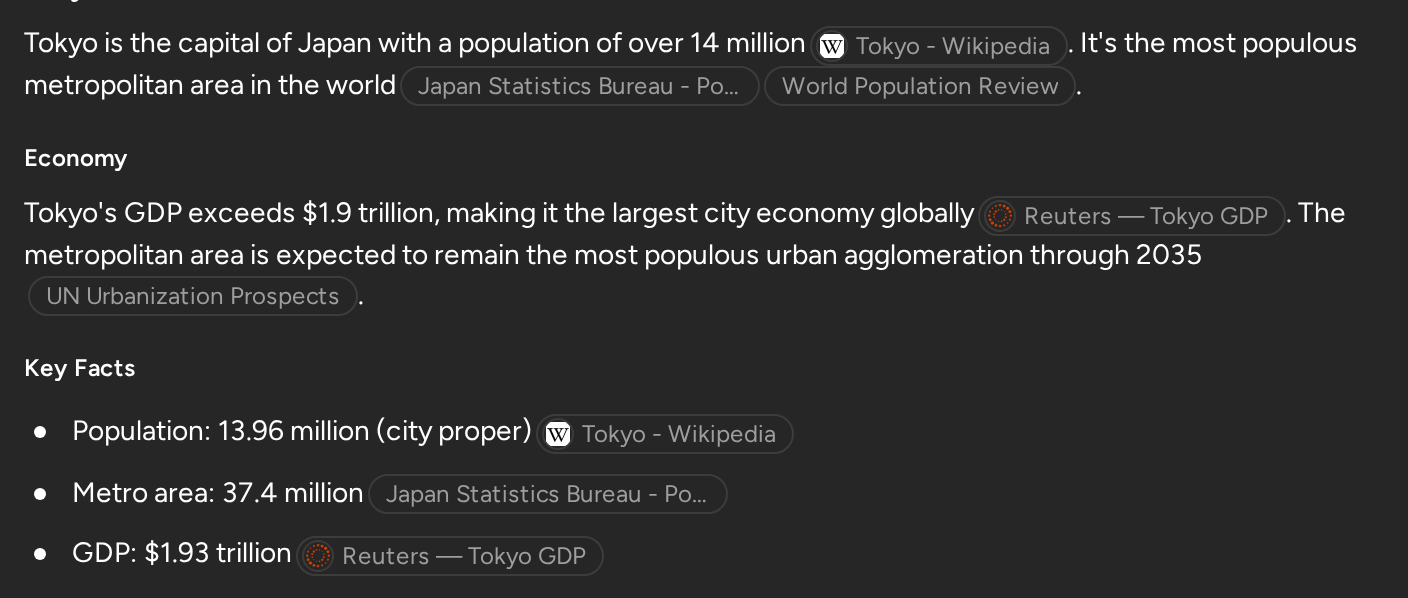 Tokyo is the capital of Japan with a population of over 14 million W Tokyo - Wikipedia . It's the most populous
metropolitan area in the world Japan Statistics Bureau - Po... World Population Review .
Economy
Tokyo's GDP exceeds $1.9 trillion, making it the largest city economy globally Reuters — Tokyo GDP . The
metropolitan area is expected to remain the most populous urban agglomeration through 2035
UN Urbanization Prospects .
Key Facts
● Population: 13.96 million (city proper) W Tokyo - Wikipedia
● Metro area: 37.4 million Japan Statistics Bureau - Po...
● GDP: $1.93 trillion Reuters — Tokyo GDP